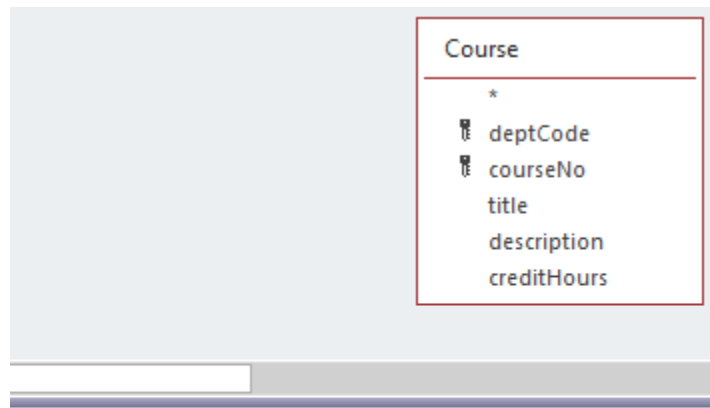 Course
*
deptCode
courseNo
title
description
creditHours